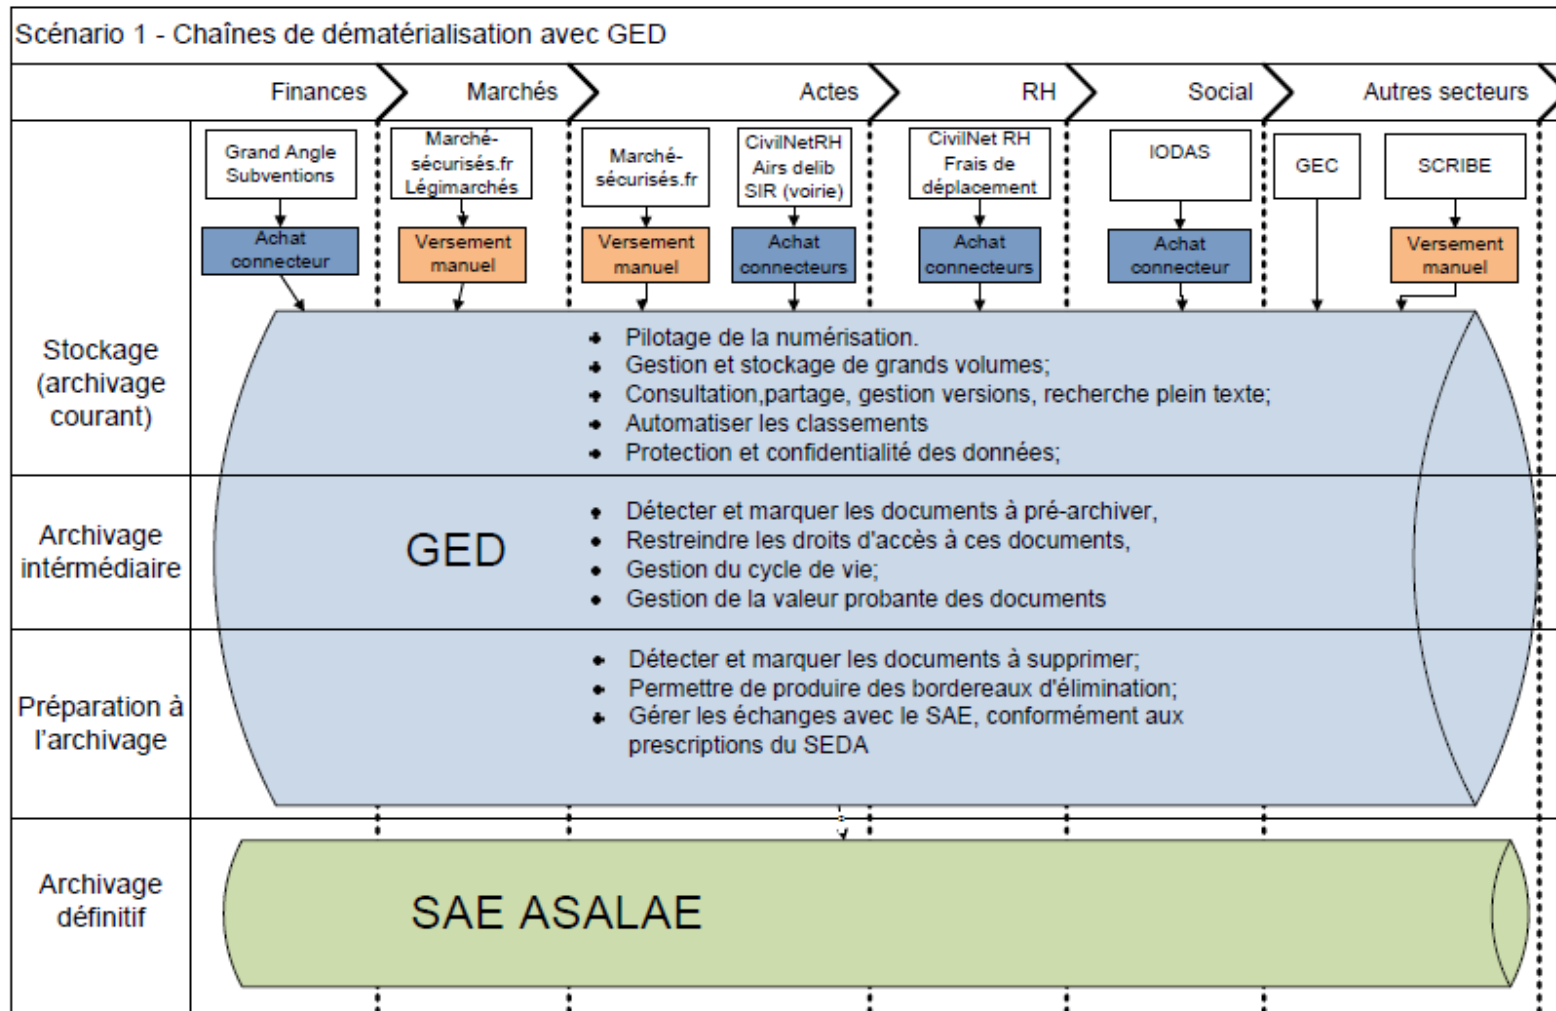 Scénario 1 - Chaînes de dématérialisation avec GED
Finances
Marchés
Actes
RH
Social
Autres secteurs
Grand Angle
Subventions
Marché-
sécurisés.fr
Légimarchés
Marché-
sécurisés.fr
CivilNetRH
Airs delib
SIR (voirie)
CivilNet RH
Frais de
déplacement
IODAS
GEC
SCRIBE
Achat
connecteur
Versement
manuel
Versement
manuel
Achat
connecteurs
Achat
connecteurs
Achat
connecteur
Versement
manuel
Stockage
(archivage
courant)
Pilotage de la numérisation.
Gestion et stockage de grands volumes;
Consultation,partage, gestion versions, recherche plein texte;
Automatiser les classements
Protection et confidentialité des données;
Archivage
intérmédiaire
GED
Détecter et marquer les documents à pré-archiver,
Restreindre les droits d'accès à ces documents,
Gestion du cycle de vie;
Gestion de la valeur probante des documents
Préparation à
l'archivage
Détecter et marquer les documents à supprimer;
Permettre de produire des bordereaux d'élimination;
Gérer les échanges avec le SAE, conformément aux
prescriptions du SEDA
Archivage
définitif
SAE ASALAE